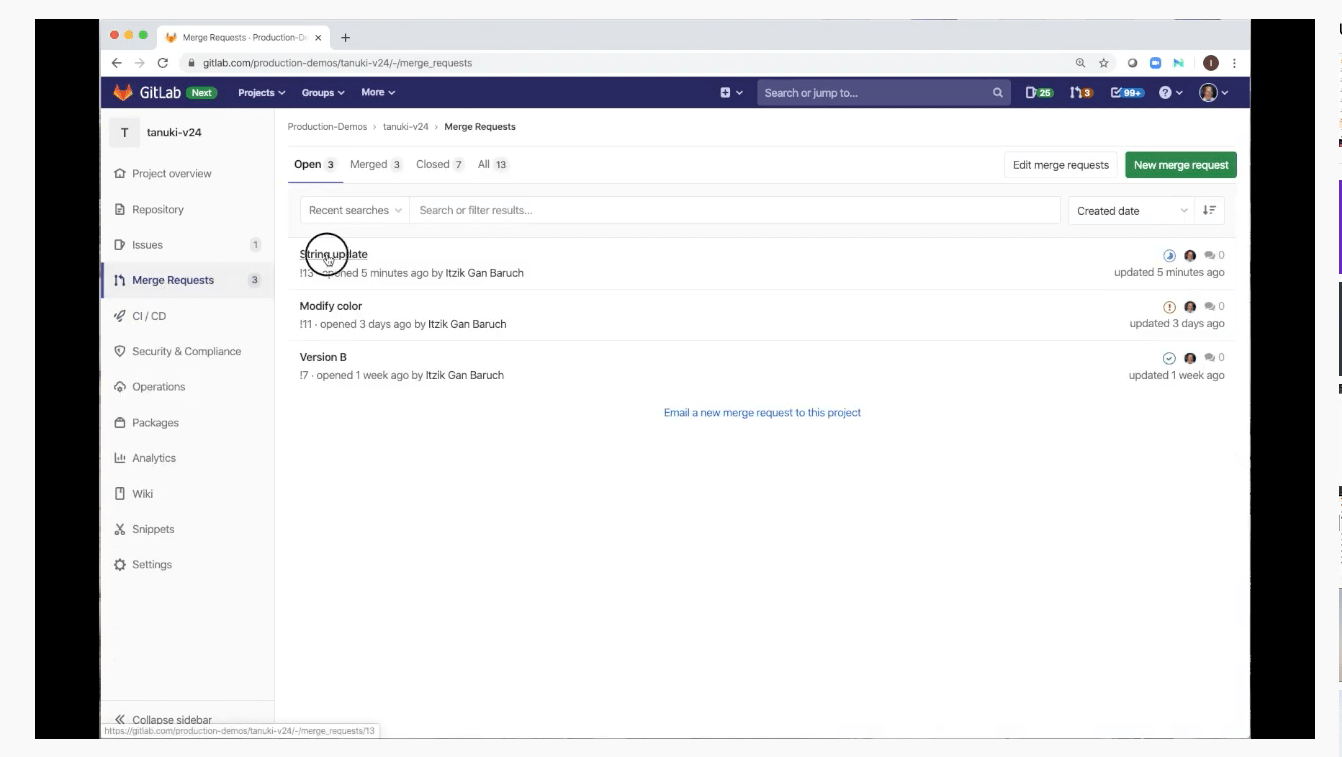 Merge Requests · Production-D
gitlab.com/production-demos/tanuki-v24/-/merge_requests
GitLab Next Projects Groups More Search or jump to... 25 3 99+
T tanuki-v24
Project overview
Repository
Issues 1
Merge Requests 3
CI / CD
Security & Compliance
Operations
Packages
Analytics
Wiki
Snippets
Settings
Collapse sidebar
Production-Demos › tanuki-v24 › Merge Requests
Open 3 Merged 3 Closed 7 All 13 Edit merge requests New merge request
Recent searches Search or filter results... Created date
String update 0
!13 · opened 5 minutes ago by Itzik Gan Baruch updated 5 minutes ago
Modify color 0
!11 · opened 3 days ago by Itzik Gan Baruch updated 3 days ago
Version B 0
!7 · opened 1 week ago by Itzik Gan Baruch updated 1 week ago
Email a new merge request to this project
https://gitlab.com/production-demos/tanuki-v24/-/merge_requests/13